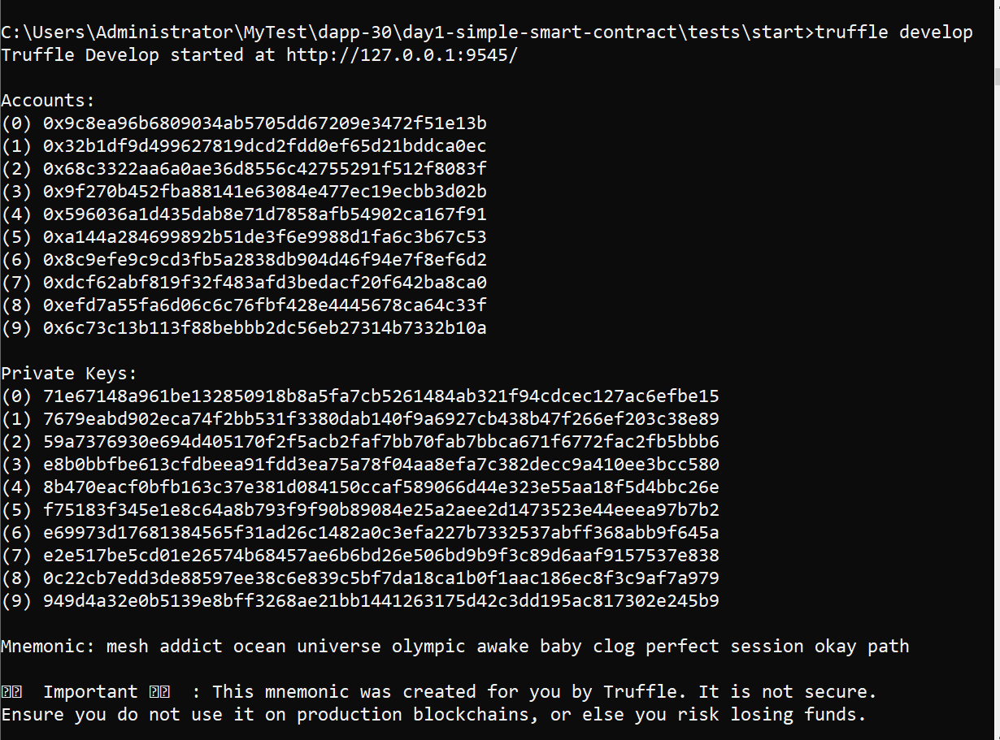 C:\Users\Administrator\MyTest\dapp-30\day1-simple-smart-contract\tests\start>truffle develop
Truffle Develop started at http://127.0.0.1:9545/
Accounts:
(0) 0x9c8ea96b6809034ab5705dd67209e3472f51e13b
(1) 0x32b1df9d499627819dcd2fdd0ef65d21bddca0ec
(2) 0x68c3322aa6a0ae36d8556c42755291f512f8083f
(3) 0x9f270b452fba88141e63084e477ec19ecbb3d02b
(4) 0x596036a1d435dab8e71d7858afb54902ca167f91
(5) 0xa144a284699892b51de3f6e9988d1fa6c3b67c53
(6) 0x8c9efe9c9cd3fb5a2838db904d46f94e7f8ef6d2
(7) 0xdcf62abf819f32f483afd3bedacf20f642ba8ca0
(8) 0xefd7a55fa6d06c6c76fbf428e4445678ca64c33f
(9) 0x6c73c13b113f88bebbb2dc56eb27314b7332b10a
Private Keys:
(0) 71e67148a961be132850918b8a5fa7cb5261484ab321f94cdcec127ac6efbe15
(1) 7679eabd902eca74f2bb531f3380dab140f9a6927cb438b47f266ef203c38e89
(2) 59a7376930e694d405170f2f5acb2faf7bb70fab7bbca671f6772fac2fb5bbb6
(3) e8b0bbfbe613cfdbeea91fdd3ea75a78f04aa8efa7c382decc9a410ee3bcc580
(4) 8b470eacf0bfb163c37e381d084150ccaf589066d44e323e55aa18f5d4bbc26e
(5) f75183f345e1e8c64a8b793f9f90b89084e25a2aee2d1473523e44eeea97b7b2
(6) e69973d17681384565f31ad26c1482a0c3efa227b7332537abff368abb9f645a
(7) e2e517be5cd01e26574b68457ae6b6bd26e506bd9b9f3c89d6aaf9157537e838
(8) 0c22cb7edd3de88597ee38c6e839c5bf7da18ca1b0f1aac186ec8f3c9af7a979
(9) 949d4a32e0b5139e8bff3268ae21bb1441263175d42c3dd195ac817302e245b9
Mnemonic: mesh addict ocean universe olympic awake baby clog perfect session okay path
⍰⍰  Important ⍰⍰  : This mnemonic was created for you by Truffle. It is not secure.
Ensure you do not use it on production blockchains, or else you risk losing funds.